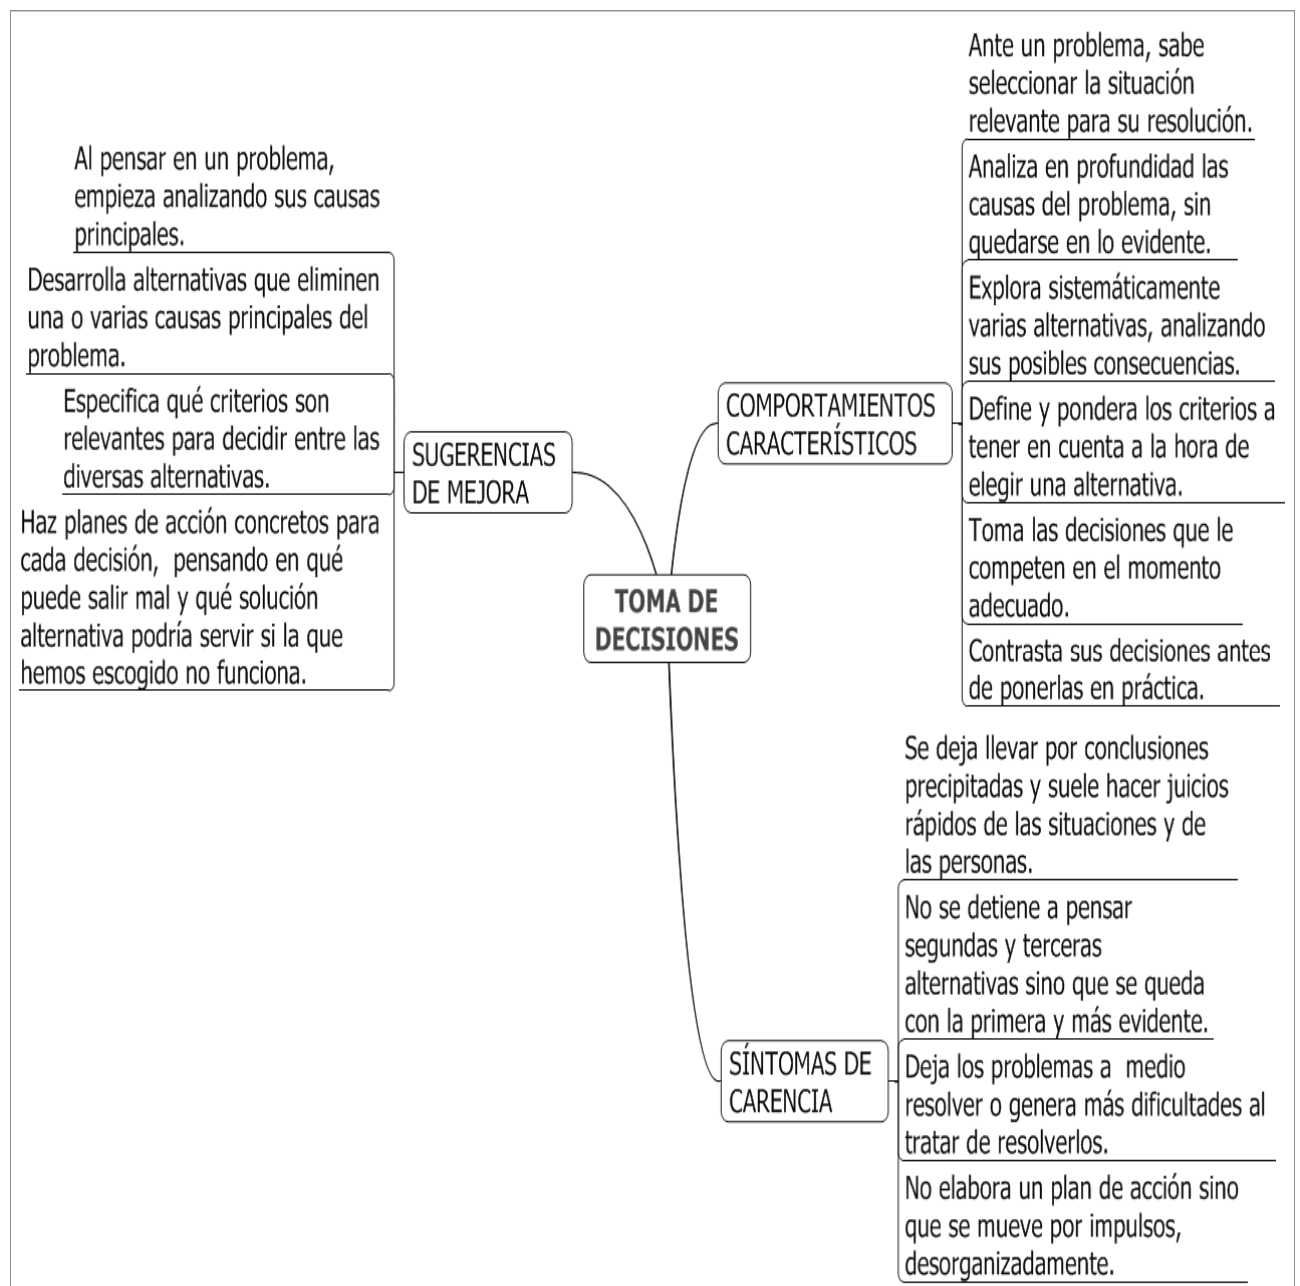 TOMA DE
DECISIONES
COMPORTAMIENTOS
CARACTERÍSTICOS
Ante un problema, sabe
seleccionar la situación
relevante para su resolución.
Analiza en profundidad las
causas del problema, sin
quedarse en lo evidente.
Explora sistemáticamente
varias alternativas, analizando
sus posibles consecuencias.
Define y pondera los criterios a
tener en cuenta a la hora de
elegir una alternativa.
Toma las decisiones que le
competen en el momento
adecuado.
Contrasta sus decisiones antes
de ponerlas en práctica.
SÍNTOMAS DE
CARENCIA
Se deja llevar por conclusiones
precipitadas y suele hacer juicios
rápidos de las situaciones y de
las personas.
No se detiene a pensar
segundas y terceras
alternativas sino que se queda
con la primera y más evidente.
Deja los problemas a  medio
resolver o genera más dificultades al
tratar de resolverlos.
No elabora un plan de acción sino
que se mueve por impulsos,
desorganizadamente.
SUGERENCIAS
DE MEJORA
Al pensar en un problema,
empieza analizando sus causas
principales.
Desarrolla alternativas que eliminen
una o varias causas principales del
problema.
Especifica qué criterios son
relevantes para decidir entre las
diversas alternativas.
Haz planes de acción concretos para
cada decisión,  pensando en qué
puede salir mal y qué solución
alternativa podría servir si la que
hemos escogido no funciona.